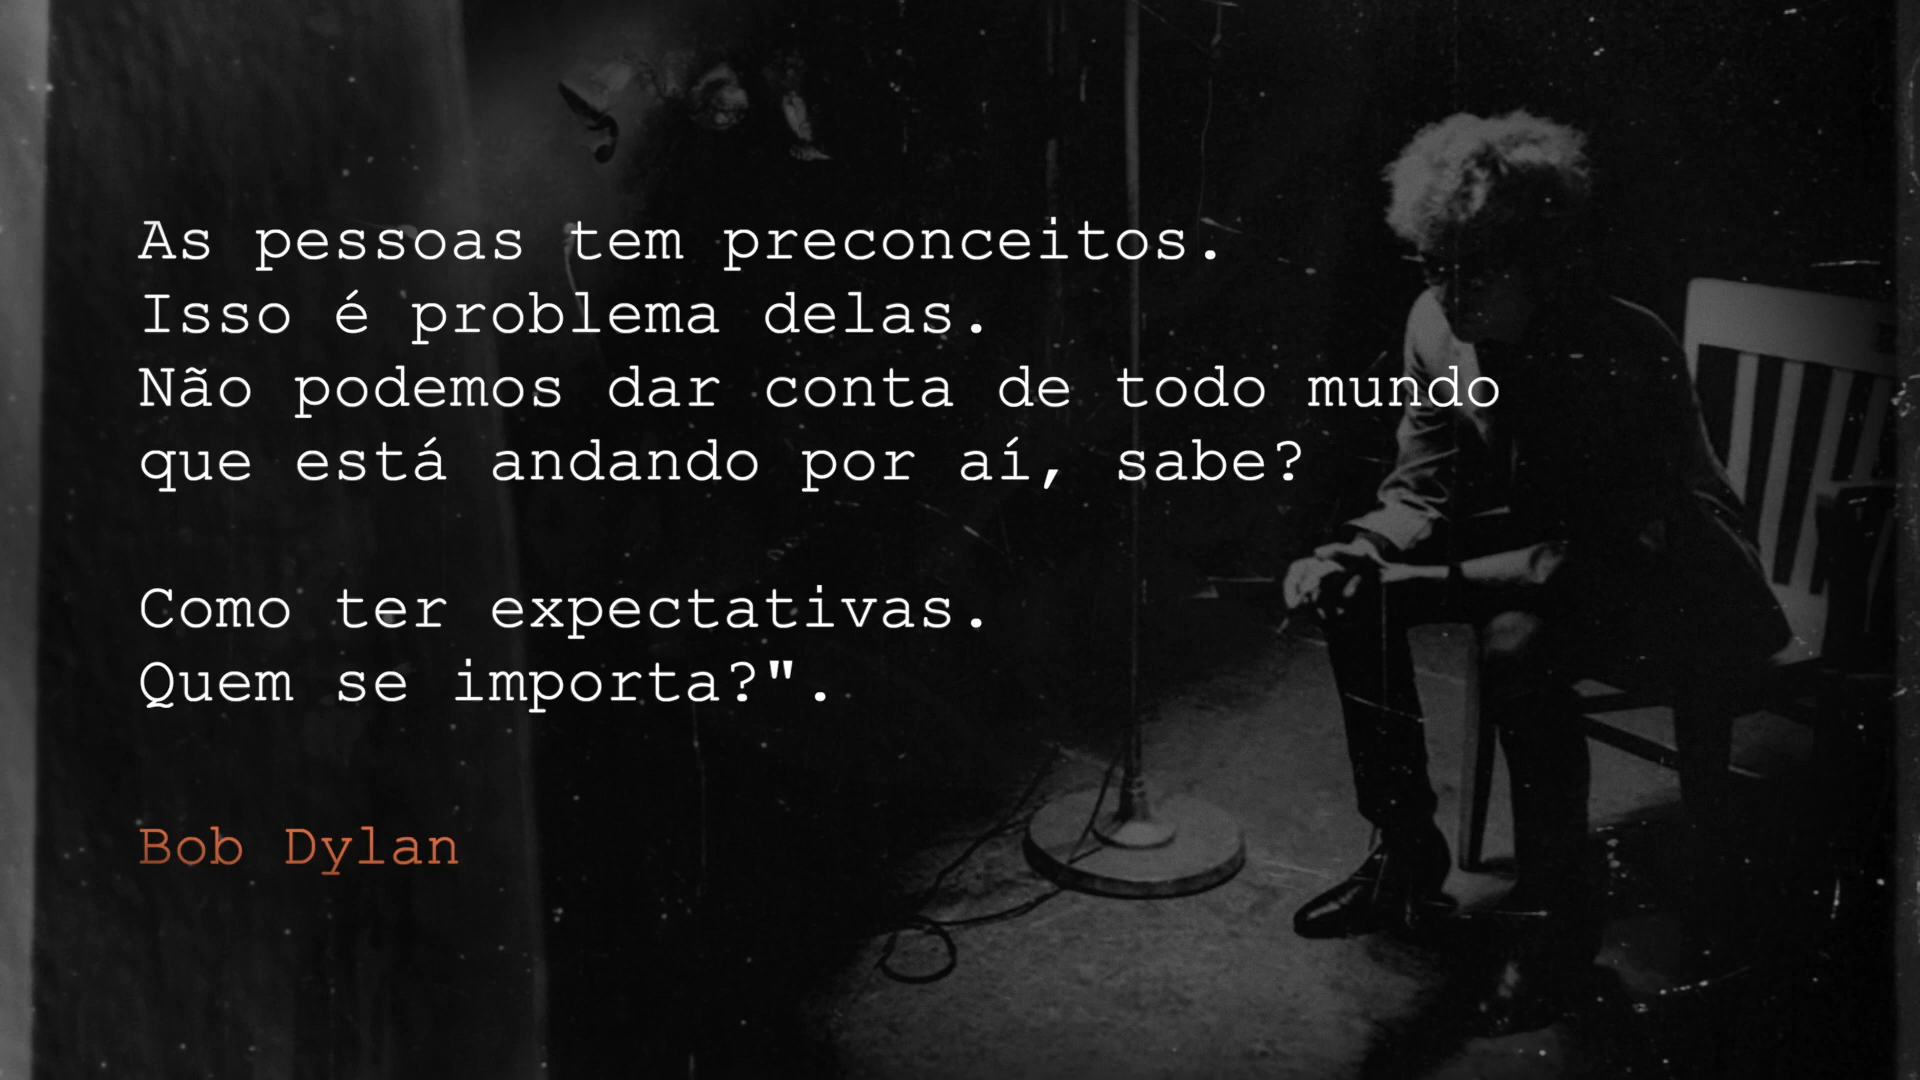 As pessoas tem preconceitos.
Isso é problema delas.
Não podemos dar conta de todo mundo
que está andando por aí, sabe?
Como ter expectativas.
Quem se importa?".
Bob Dylan